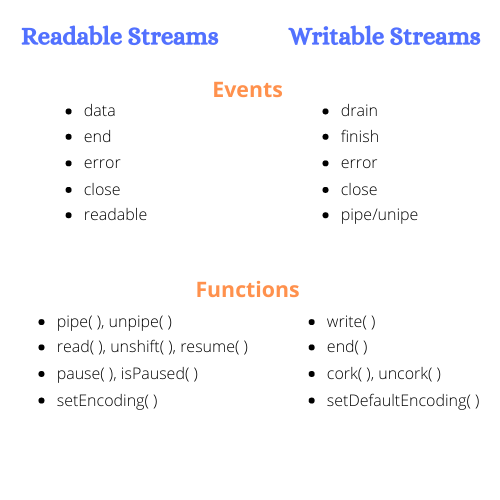 Readable Streams
Writable Streams
Events
• data
• end
• error
• close
• readable
• drain
• finish
• error
• close
• pipe/unipe
Functions
• pipe( ), unpipe( )
• read( ), unshift( ), resume( )
• pause( ), isPaused( )
• setEncoding( )
• write( )
• end( )
• cork( ), uncork( )
• setDefaultEncoding( )